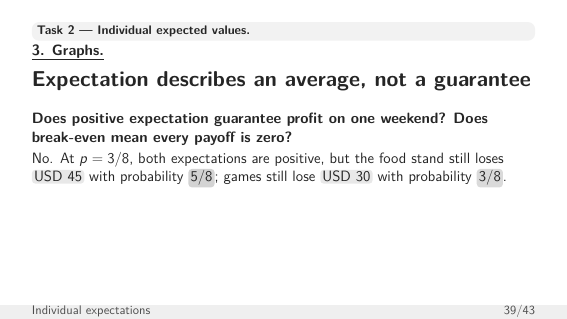 Task 2 — Individual expected values.
3. Graphs.
Expectation describes an average, not a guarantee
Does positive expectation guarantee profit on one weekend? Does
break-even mean every payoff is zero?
No. At p = 3/8, both expectations are positive, but the food stand still loses
USD 45 with probability 5/8; games still lose USD 30 with probability 3/8.
Individual expectations
39/43